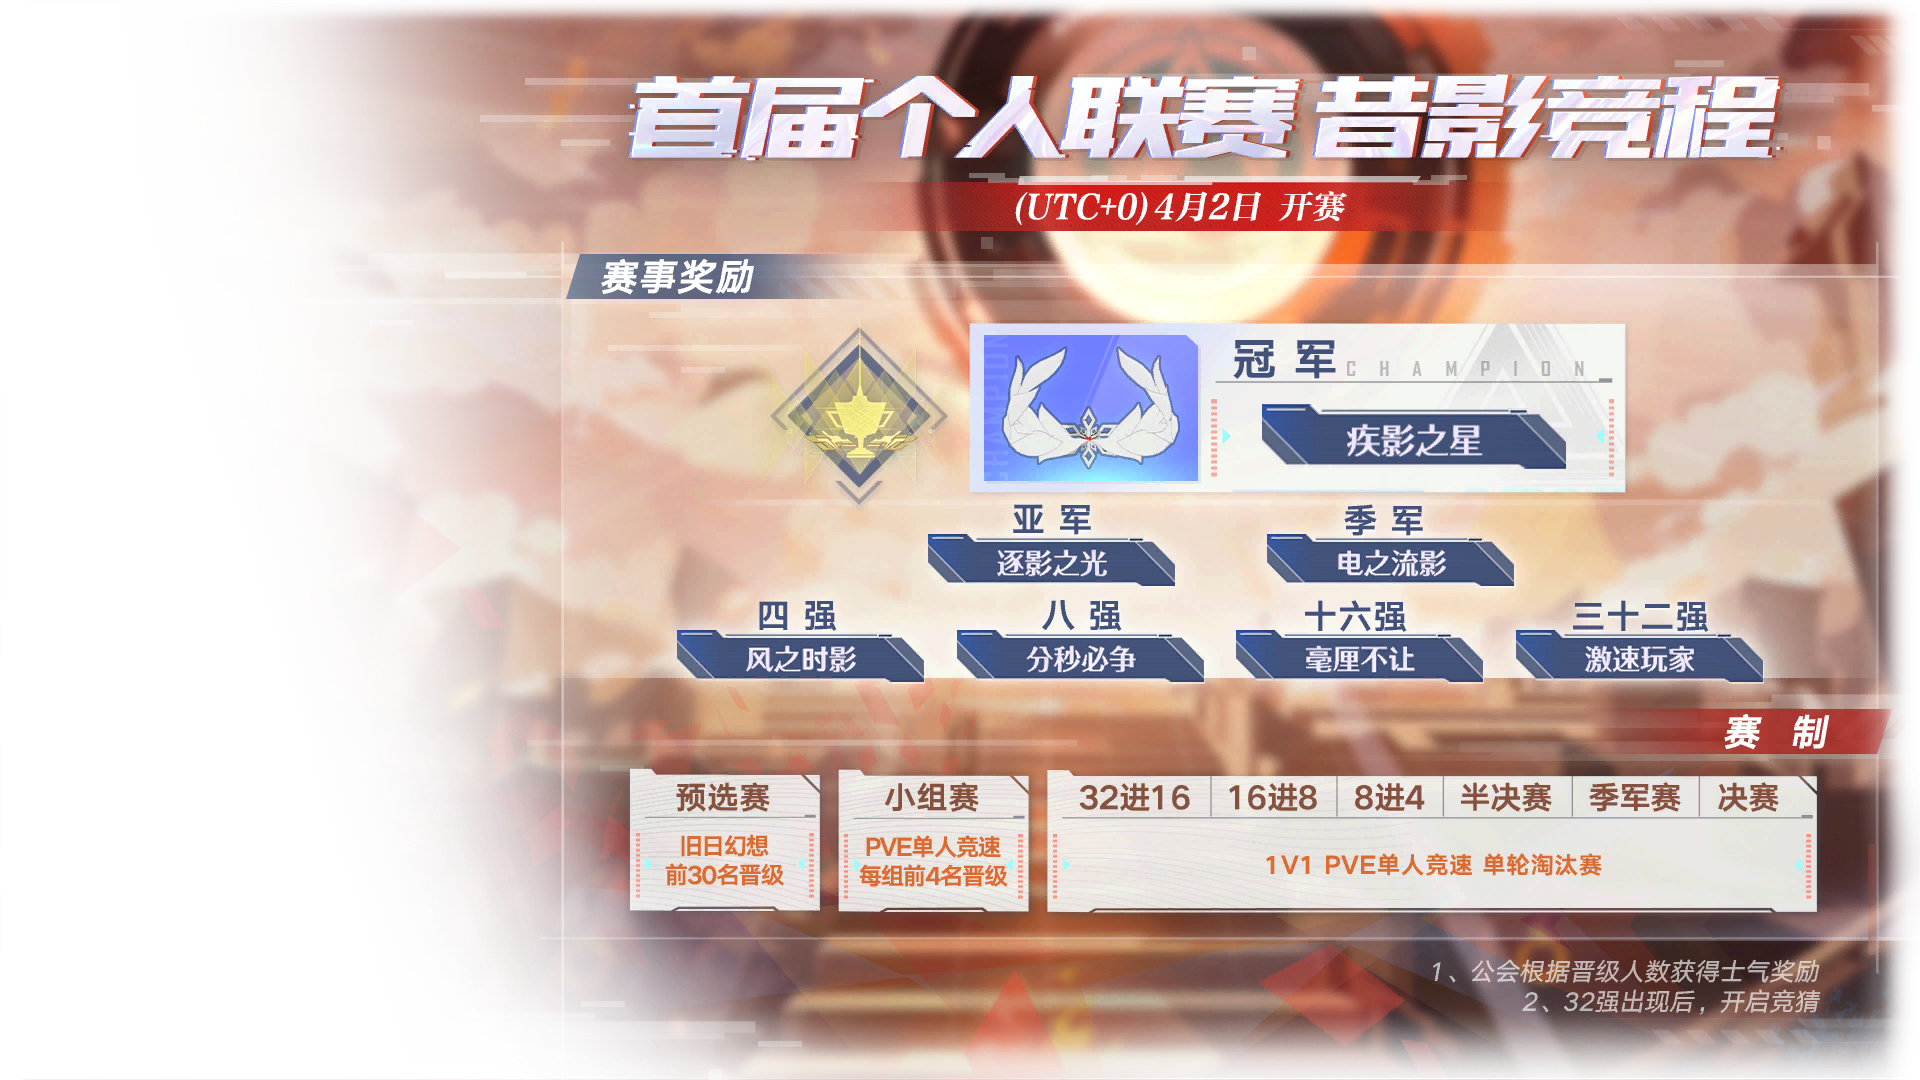 首届个人联赛 昔影竞程
(UTC+0) 4月2日 开赛
赛事奖励
冠军 CHAMPION
CHAMPION
疾影之星
亚军 季军
逐影之光 电之流影
四强 八强 十六强 三十二强
风之时影 分秒必争 毫厘不让 激速玩家
赛制
预选赛
旧日幻想
前30名晋级
小组赛
PVE单人竞速
每组前4名晋级
32进16 16进8 8进4 半决赛 季军赛 决赛
1V1 PVE单人竞速 单轮淘汰赛
1、公会根据晋级人数获得士气奖励
2、32强出现后，开启竞猜